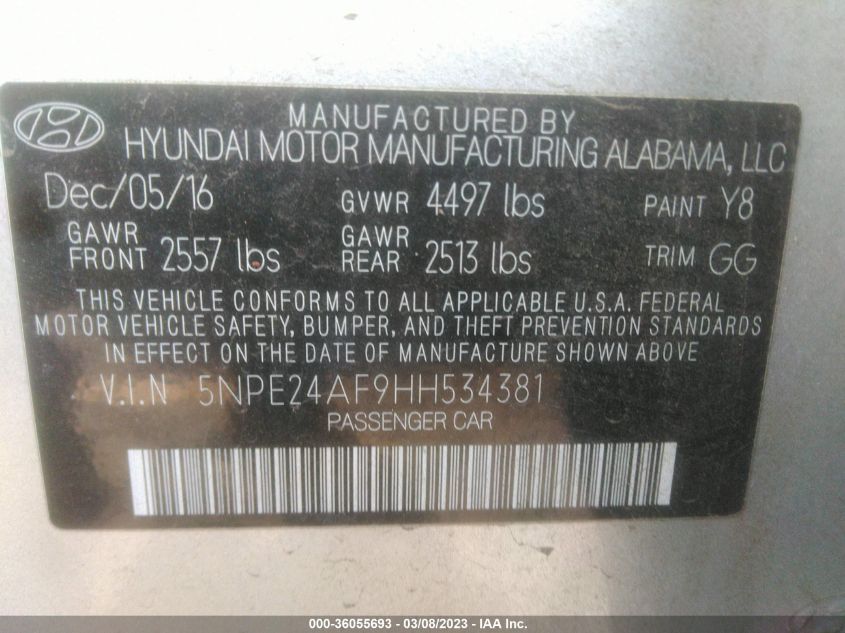 MANUFACTURED BY
HYUNDAI MOTOR MANUFACTURING ALABAMA, LLC
Dec/05/16 GVWR 4497 lbs PAINT Y8
GAWR FRONT 2557 lbs GAWR REAR 2513 lbs TRIM GG
THIS VEHICLE CONFORMS TO ALL APPLICABLE U.S.A. FEDERAL
MOTOR VEHICLE SAFETY, BUMPER, AND THEFT PREVENTION STANDARDS
IN EFFECT ON THE DATE OF MANUFACTURE SHOWN ABOVE.
V.I.N 5NPE24AF9HH534381
PASSENGER CAR
000-36055693 - 03/08/2023 - IAA Inc.